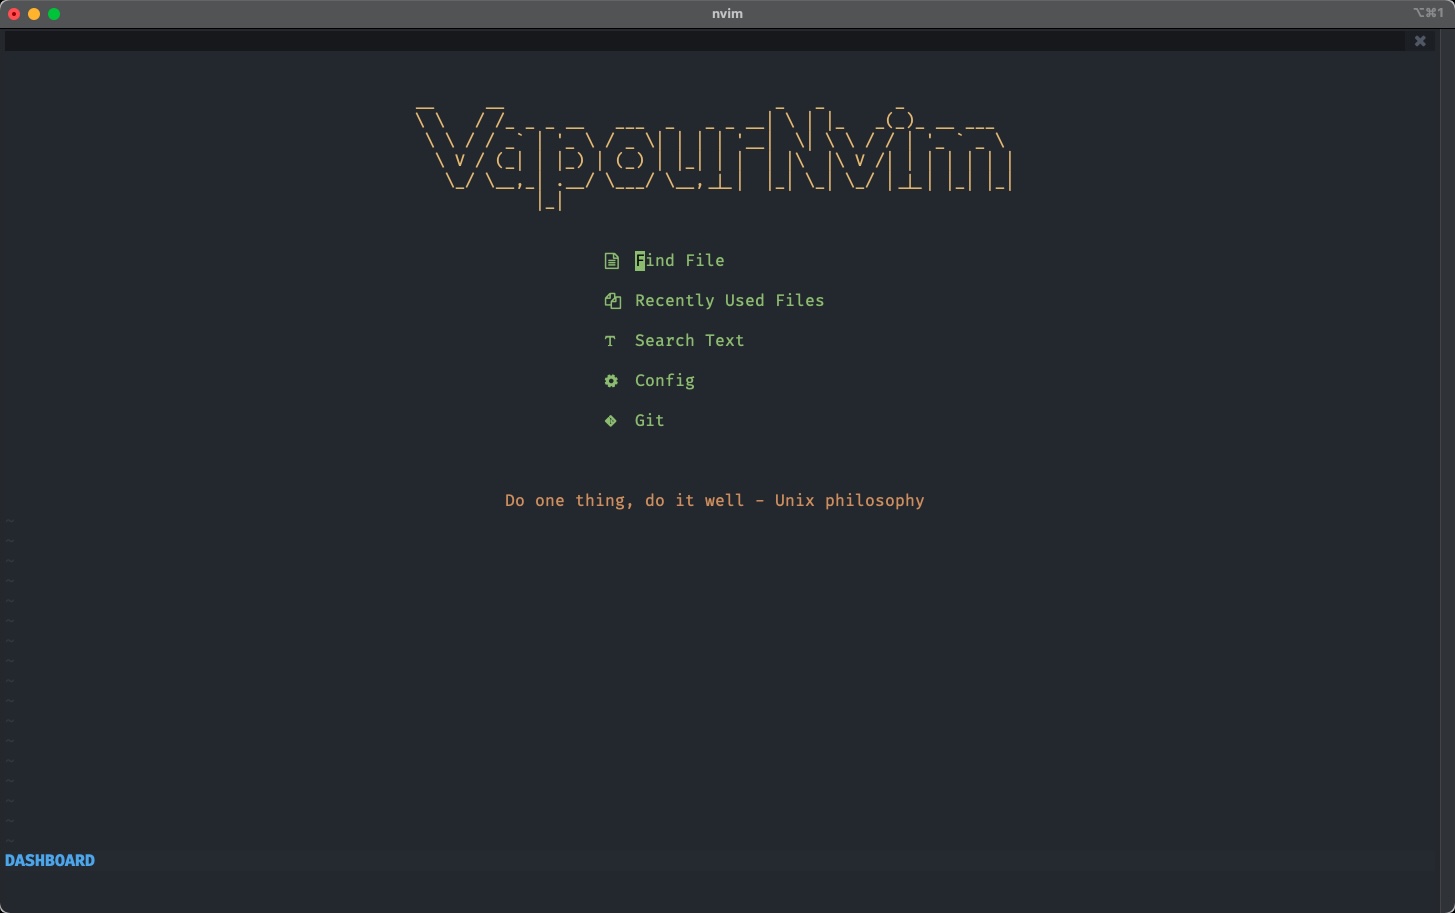 nvim
⌥⌘1
VapourNvim
Find File
Recently Used Files
Search Text
Config
Git
Do one thing, do it well - Unix philosophy
DASHBOARD